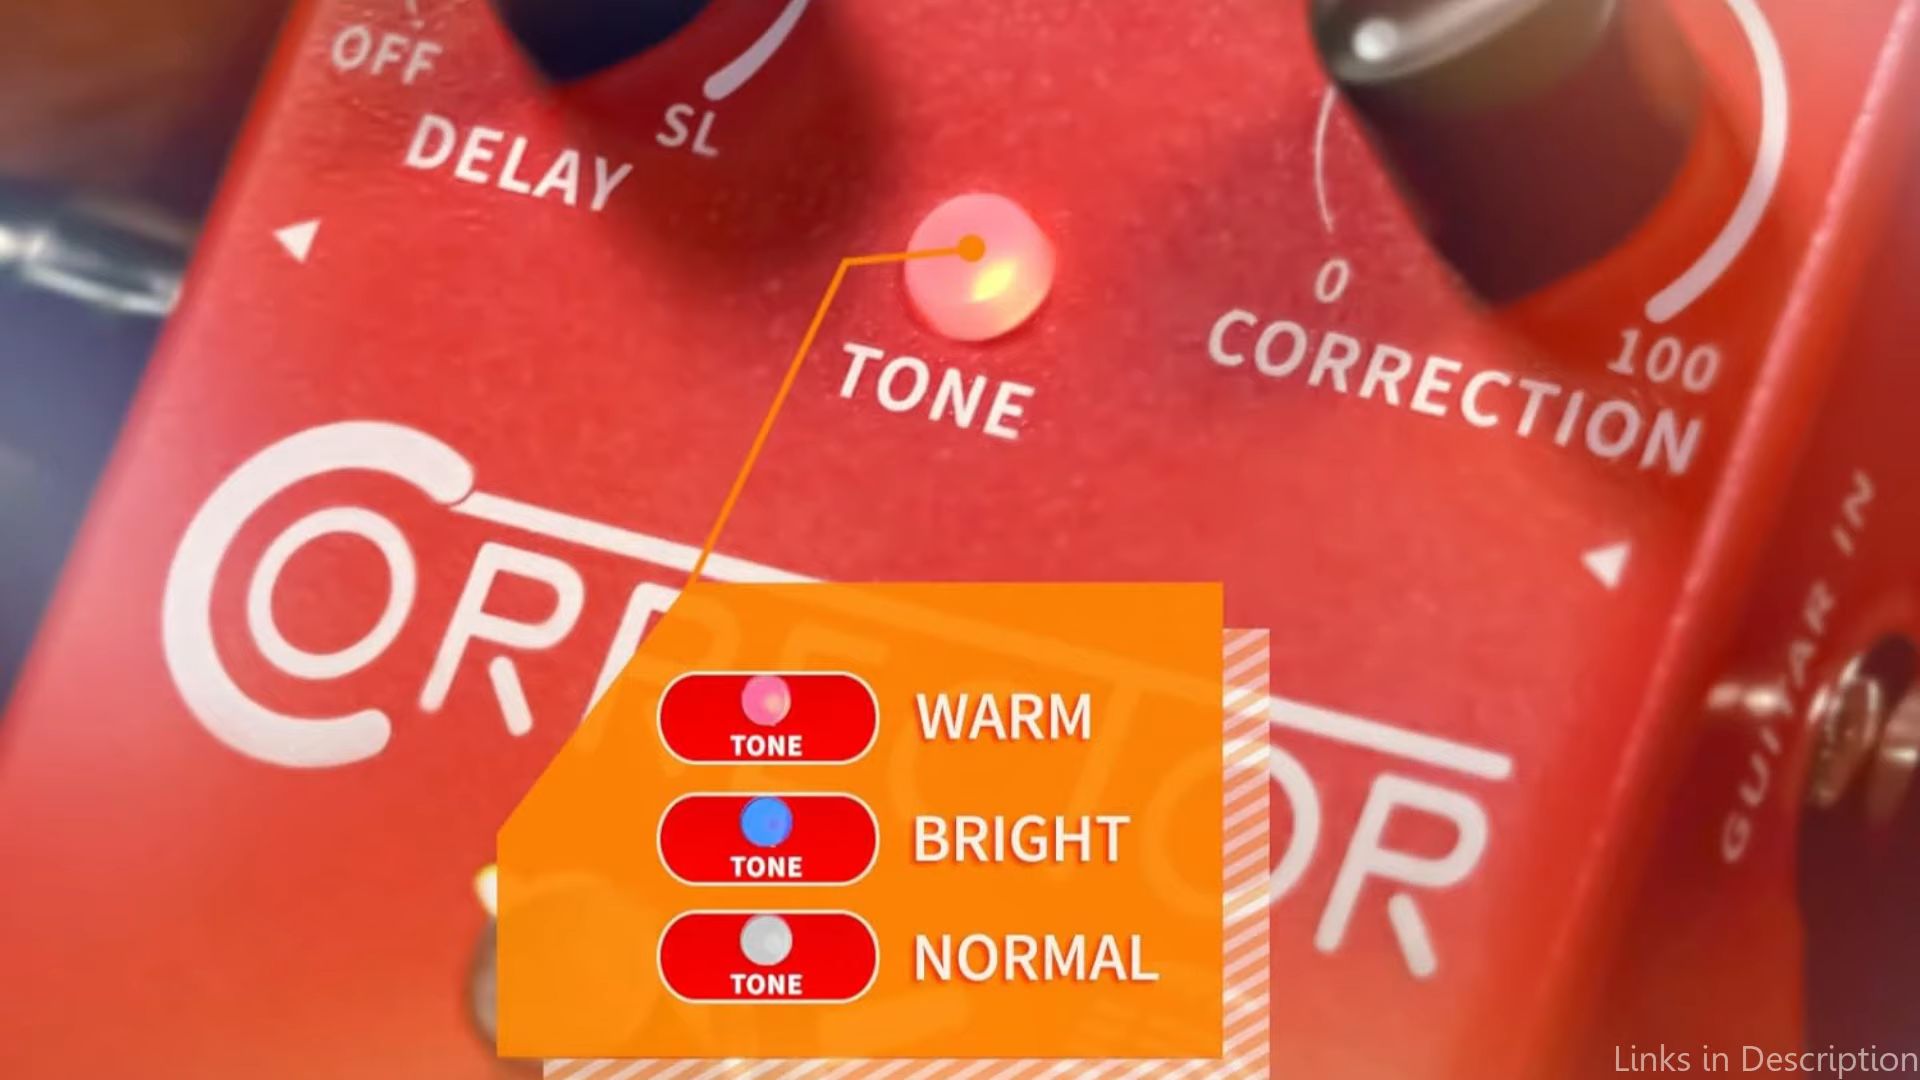 OFF
SL
DELAY
TONE
0
100
CORRECTION
GUITAR IN
TONE
WARM
TONE
BRIGHT
TONE
NORMAL
Links in Description